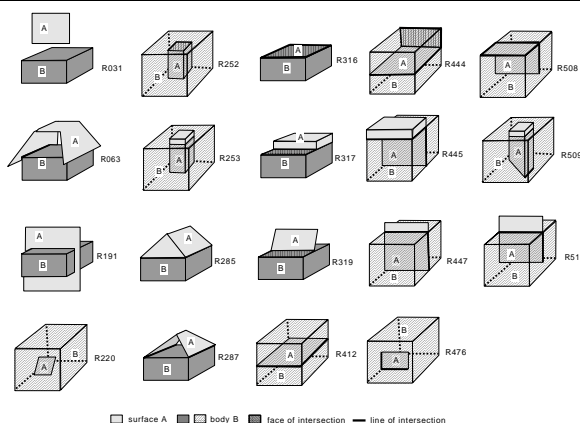 A
B
R031
A
B
R252
A
B
R316
A
B
R444
A
B
R508
A
B
R063
A
B
R253
A
B
R317
A
B
R445
A
B
R509
A
B
R191
A
B
R285
A
B
R319
A
B
R447
A
B
R51
B
A
R220
A
B
R287
A
B
R412
B
A
R476
surface A body B face of intersection line of intersection